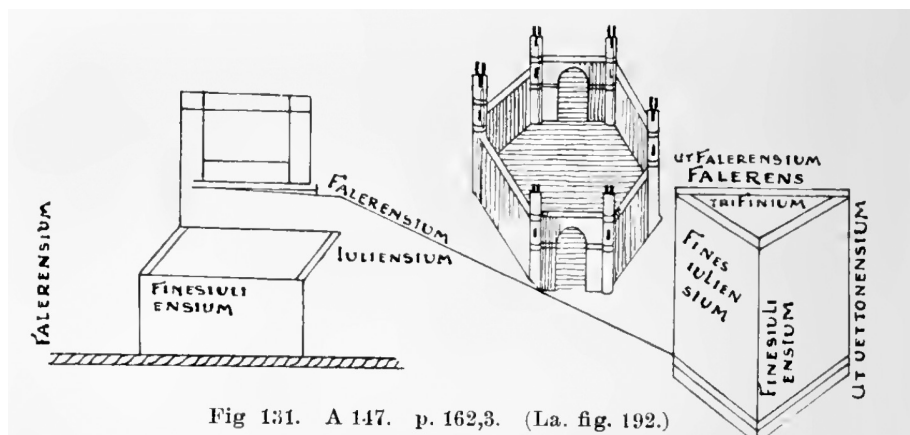 FALERENSIUM
FINESIULI
ENSIUM
FALERENSIUM
IULIENSIUM
UT FALERENSIUM
FALERENS
TRIFINIUM
FINES
IULIEN
SIUM
FINESIULI
ENSIUM
UT UETTONENSIUM
Fig 131. A 147. p. 162,3. (La. fig. 192.)